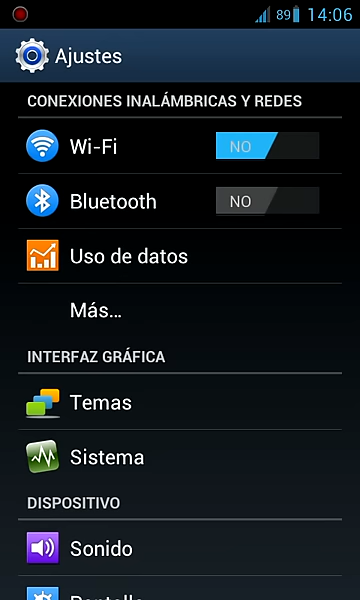 89 14:06
Ajustes
CONEXIONES INALÁMBRICAS Y REDES
Wi-Fi NO
Bluetooth NO
Uso de datos
Más...
INTERFAZ GRÁFICA
Temas
Sistema
DISPOSITIVO
Sonido
Pantalla